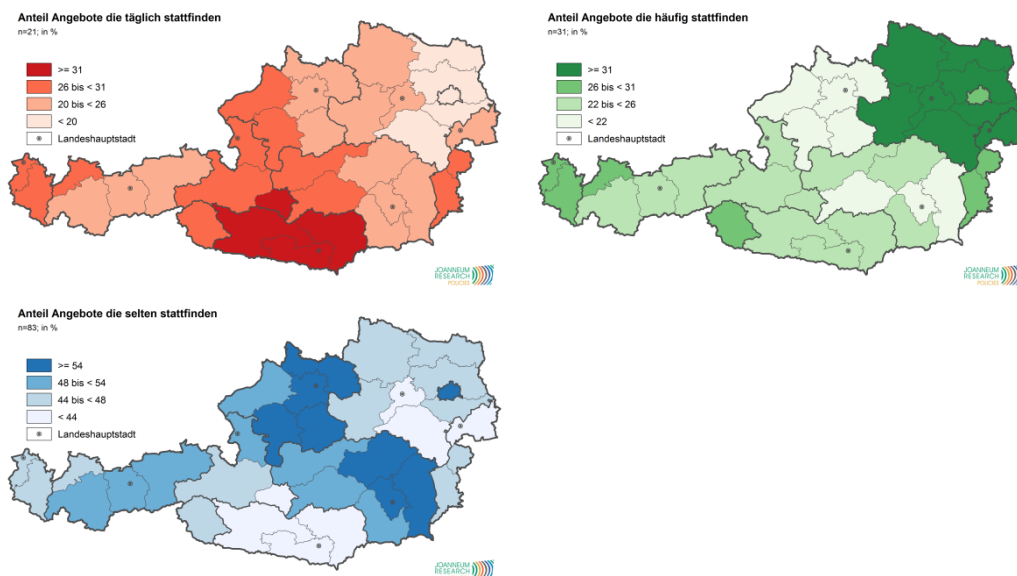 Anteil Angebote die täglich stattfinden
n=21; in %
>= 31
26 bis < 31
20 bis < 26
< 20
Landeshauptstadt
JOANNEUM
RESEARCH
POLICIES
Anteil Angebote die häufig stattfinden
n=31; in %
>= 31
26 bis < 31
22 bis < 26
< 22
Landeshauptstadt
JOANNEUM
RESEARCH
POLICIES
Anteil Angebote die selten stattfinden
n=83; in %
>= 54
48 bis < 54
44 bis < 48
< 44
Landeshauptstadt
JOANNEUM
RESEARCH
POLICIES